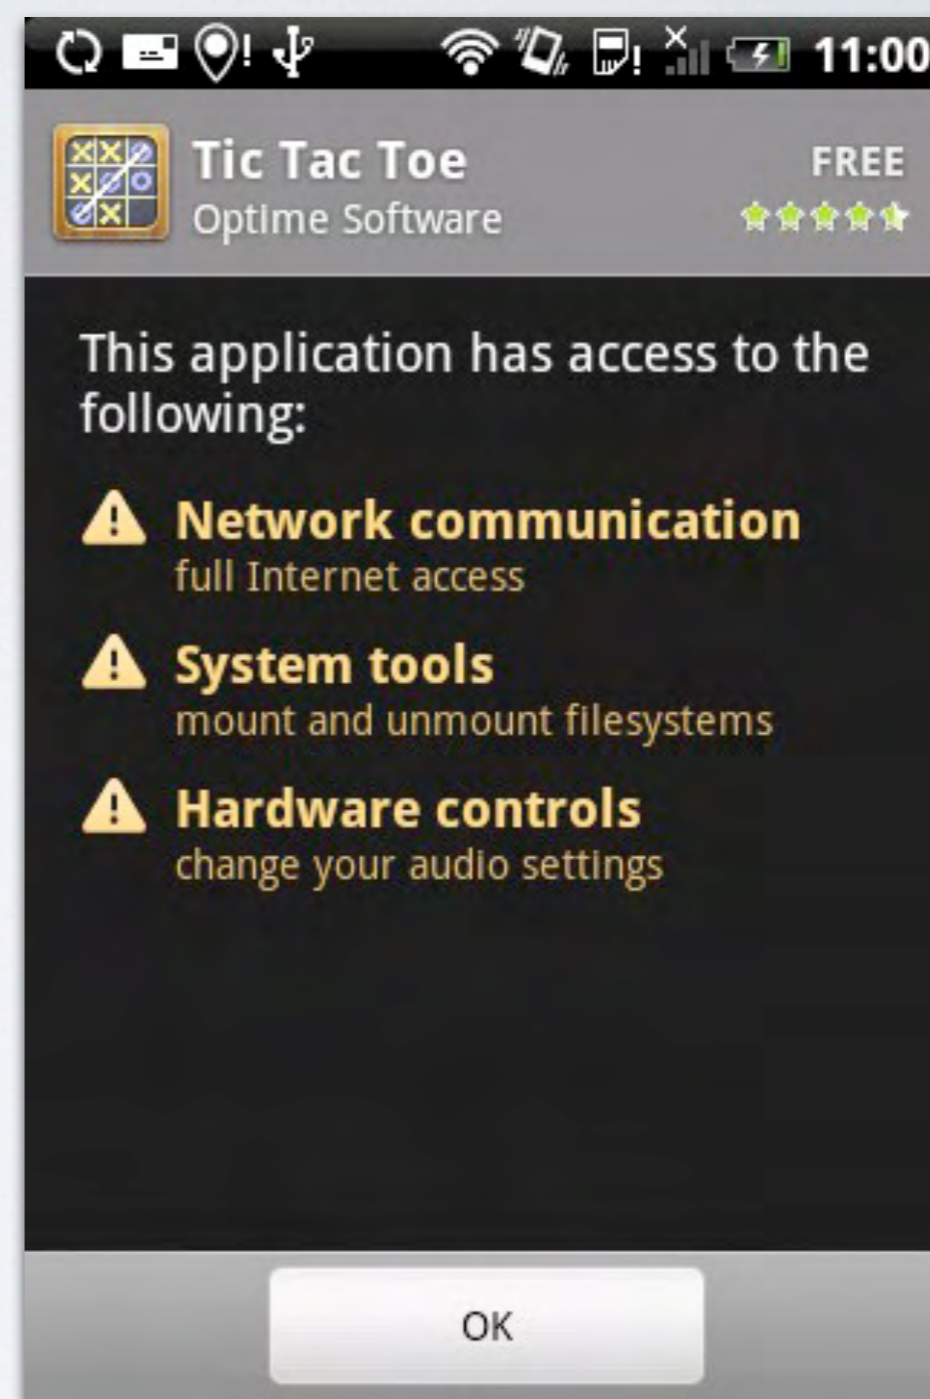 11:00
Tic Tac Toe
FREE
Optime Software
This application has access to the
following:
Network communication
full Internet access
System tools
mount and unmount filesystems
Hardware controls
change your audio settings
OK